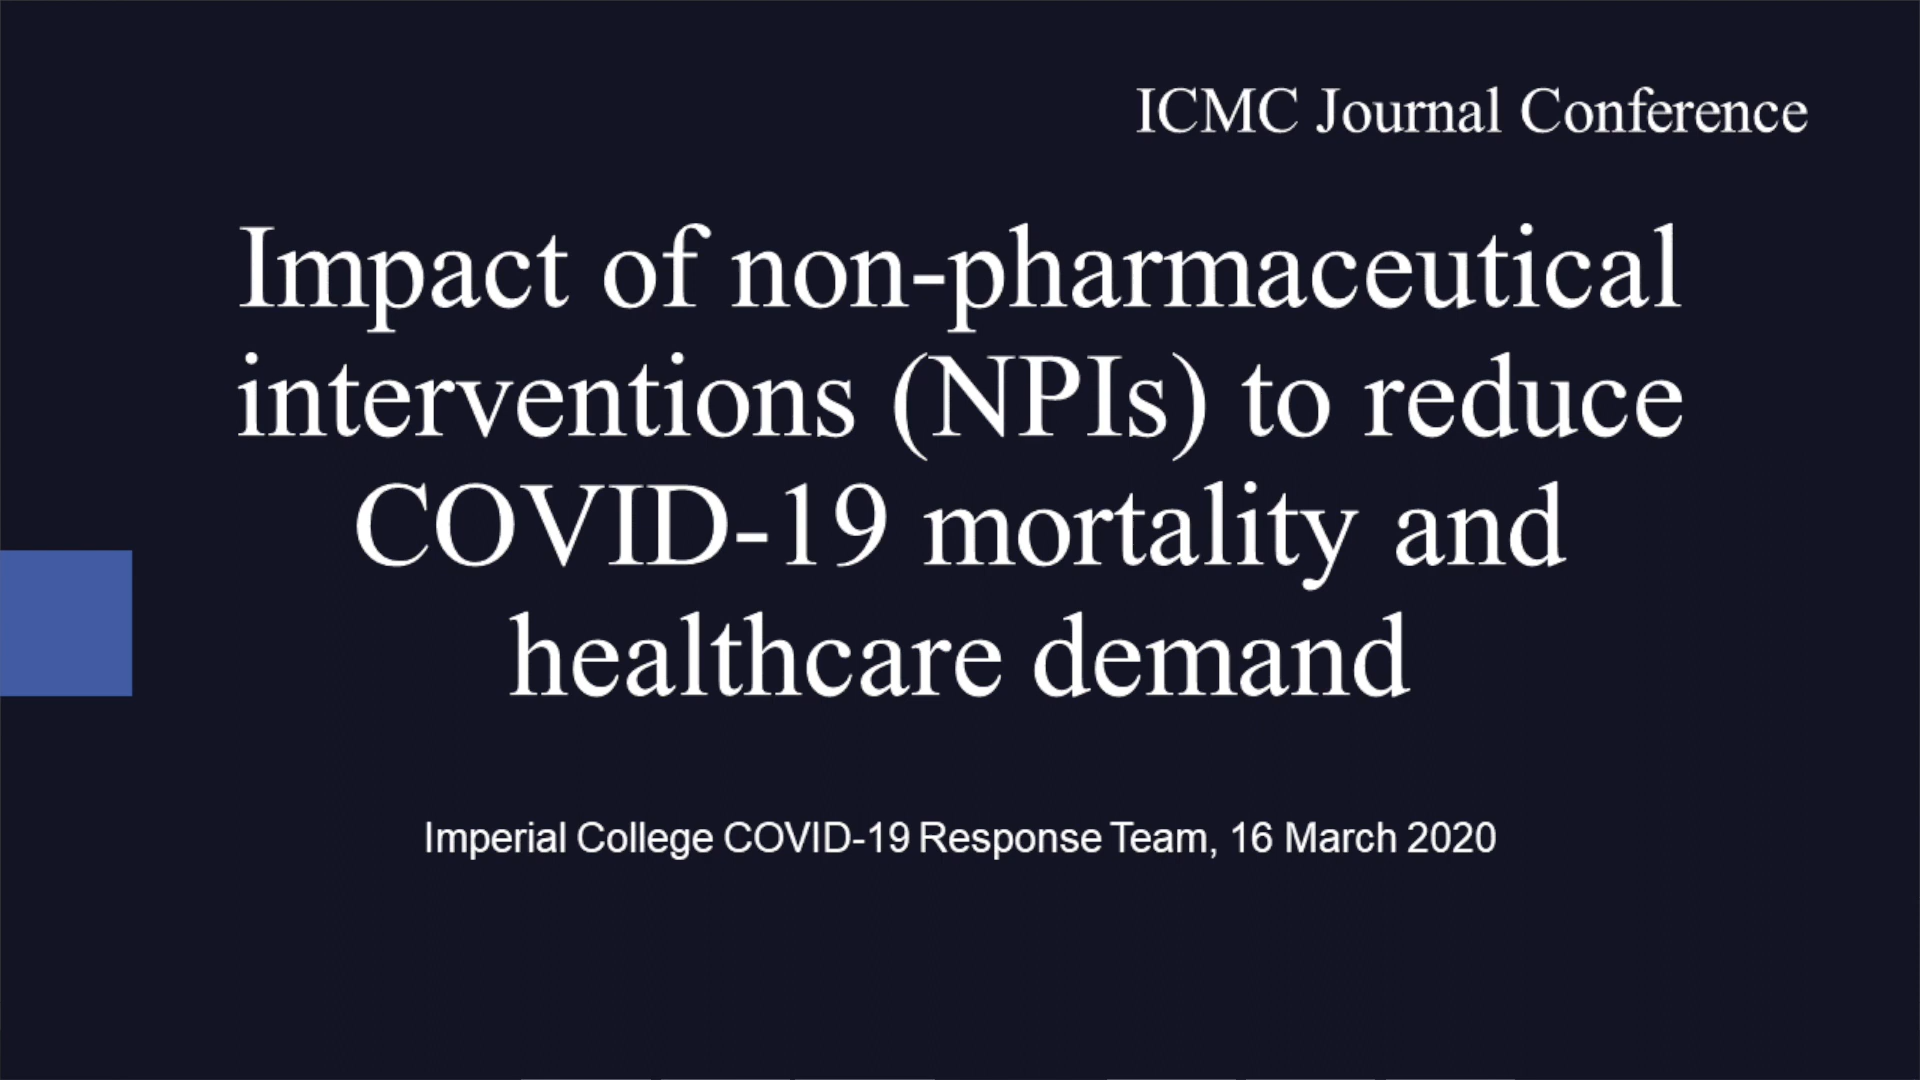 ICMC Journal Conference
Impact of non-pharmaceutical
interventions (NPIs) to reduce
COVID-19 mortality and
healthcare demand
Imperial College COVID-19 Response Team, 16 March 2020